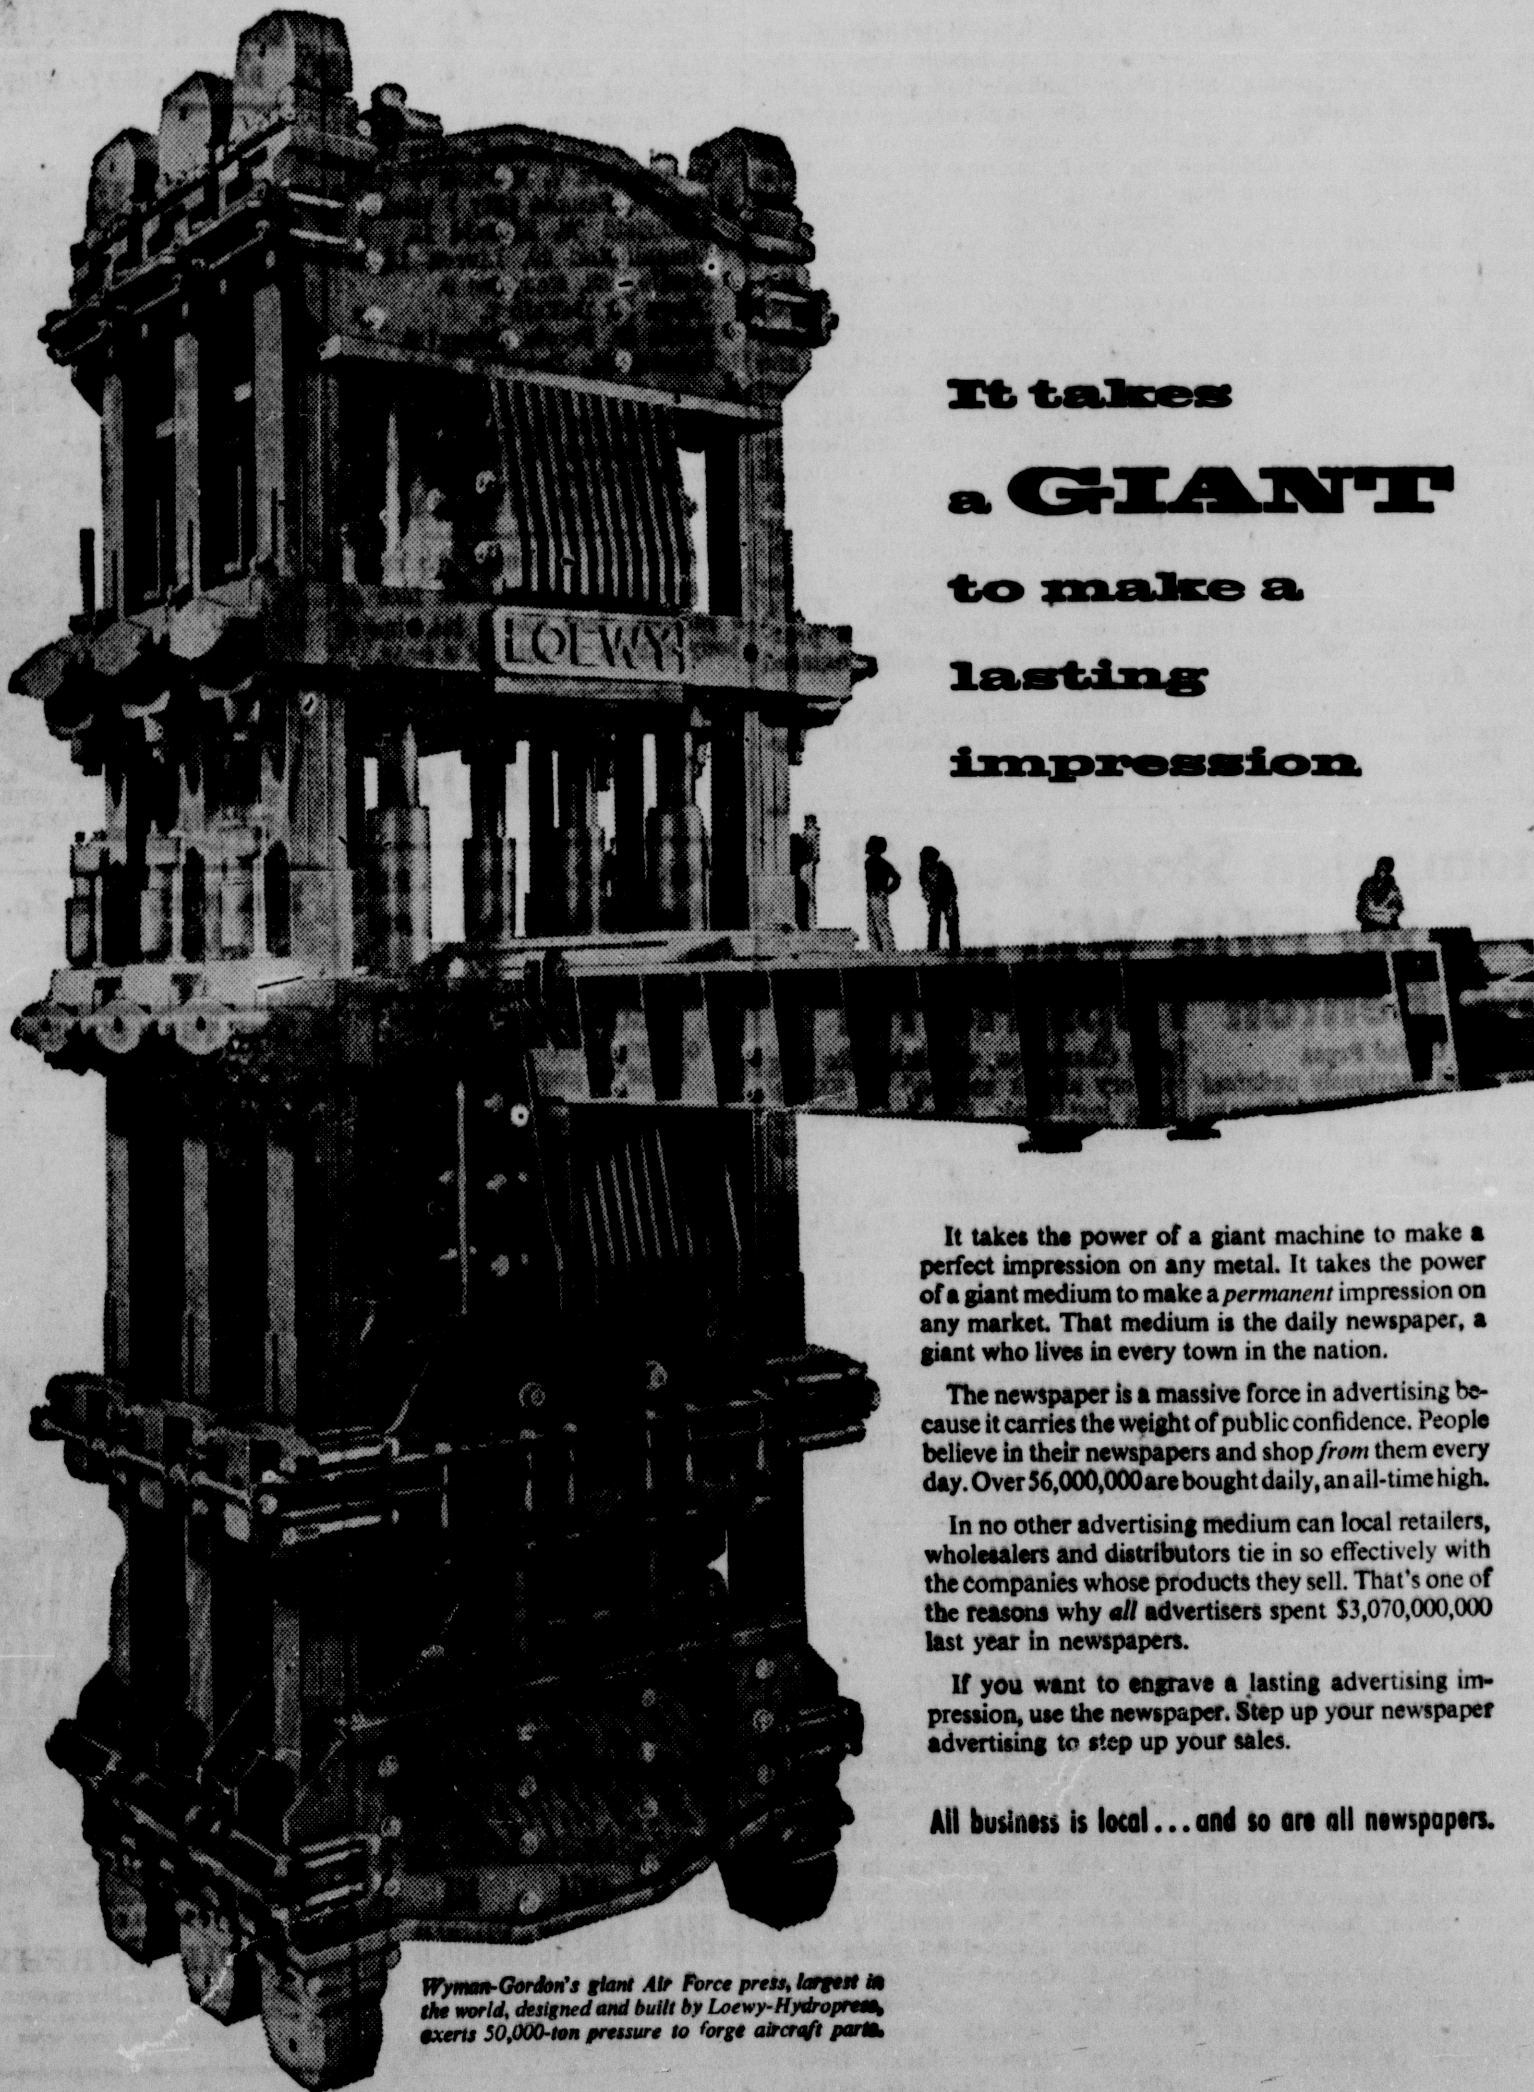 It takes
a GIANT
to make a
lasting
impression
LOEWY
It takes the power of a giant machine to make a
perfect impression on any metal. It takes the power
of a giant medium to make a permanent impression on
any market. That medium is the daily newspaper, a
giant who lives in every town in the nation.
The newspaper is a massive force in advertising be-
cause it carries the weight of public confidence. People
believe in their newspapers and shop from them every
day. Over 56,000,000 are bought daily, an all-time high.
In no other advertising medium can local retailers,
wholesalers and distributors tie in so effectively with
the companies whose products they sell. That's one of
the reasons why all advertisers spent $3,070,000,000
last year in newspapers.
If you want to engrave a lasting advertising im-
pression, use the newspaper. Step up your newspaper
advertising to step up your sales.
All business is local...and so are all newspapers.
Wyman-Gordon's giant Air Force press, largest in
the world, designed and built by Loewy-Hydropress,
exerts 50,000-ton pressure to forge aircraft parts.